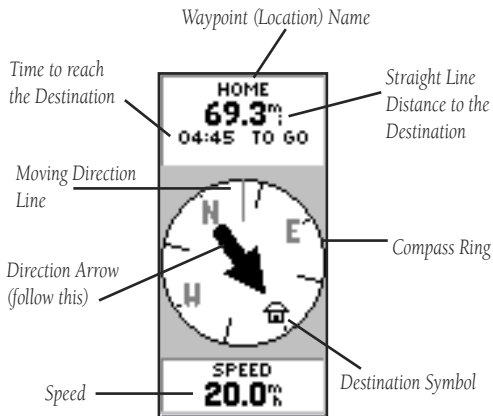 Waypoint (Location) Name
Time to reach
the Destination
HOME
69.3 m i
04:45 TO GO
Straight Line
Distance to the
Destination
Moving Direction
Line
N
E
W
Compass Ring
Direction Arrow
(follow this)
SPEED
20.0 m h
Speed
Destination Symbol